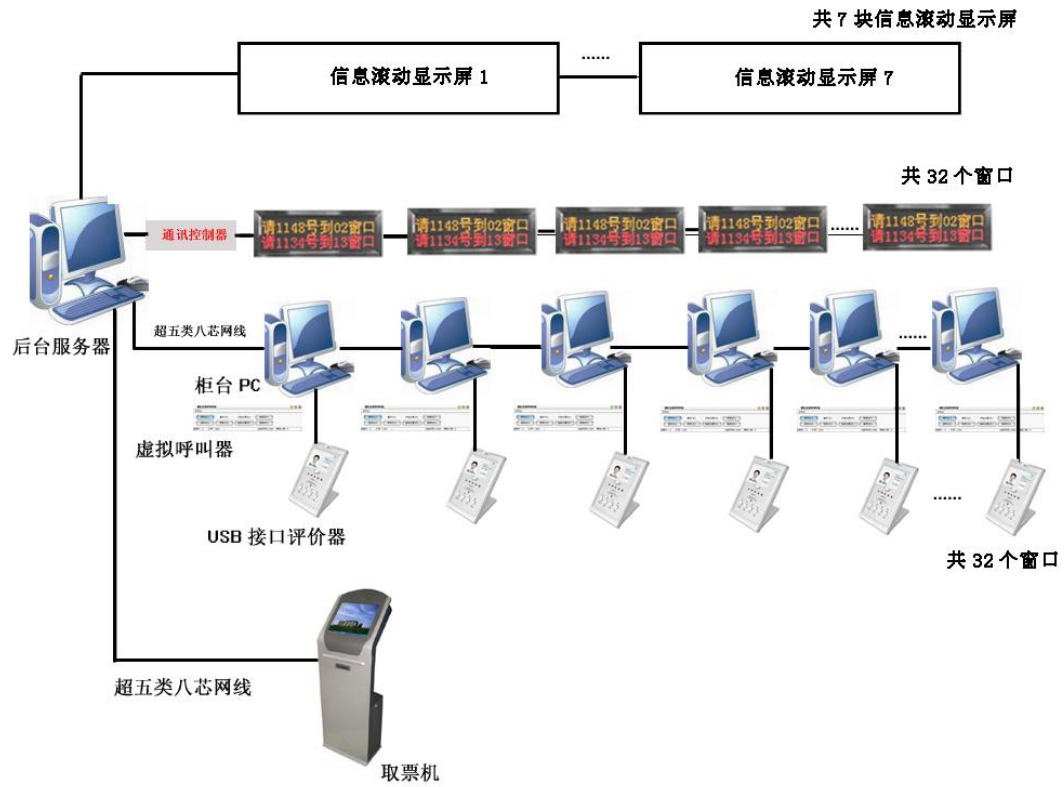 共 7 块信息滚动显示屏
信息滚动显示屏 1
……
信息滚动显示屏 7
共 32 个窗口
通讯控制器
请1148号到02窗口
请1134号到13窗口
请1148号到02窗口
请1134号到13窗口
请1148号到02窗口
请1134号到13窗口
请1148号到02窗口
请1134号到13窗口
……
请1148号到02窗口
请1134号到13窗口
后台服务器
超五类八芯网线
……
柜台 PC
虚拟呼叫器
……
USB 接口评价器
共 32 个窗口
超五类八芯网线
取票机